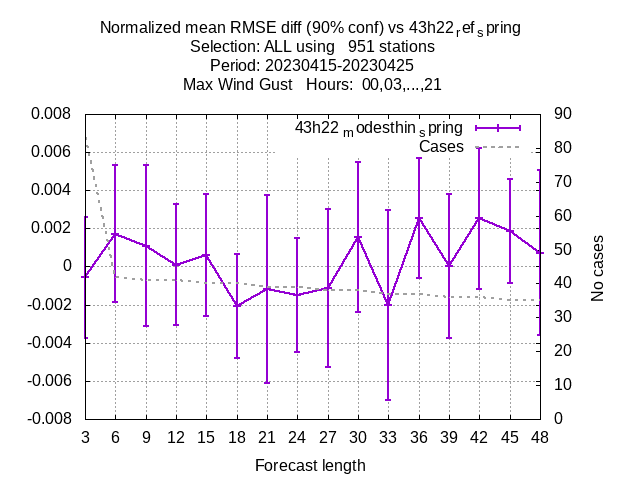 Normalized mean RMSE diff (90% conf) vs 43h22refspring
Selection: ALL using 951 stations
Period: 20230415-20230425
Max Wind Gust Hours: 00,03,...,21
43h22modesthinspring
Cases
0.008
0.006
0.004
0.002
0
-0.002
-0.004
-0.006
-0.008
90
80
70
60
50
40
30
20
10
0
No cases
3 6 9 12 15 18 21 24 27 30 33 36 39 42 45 48
Forecast length